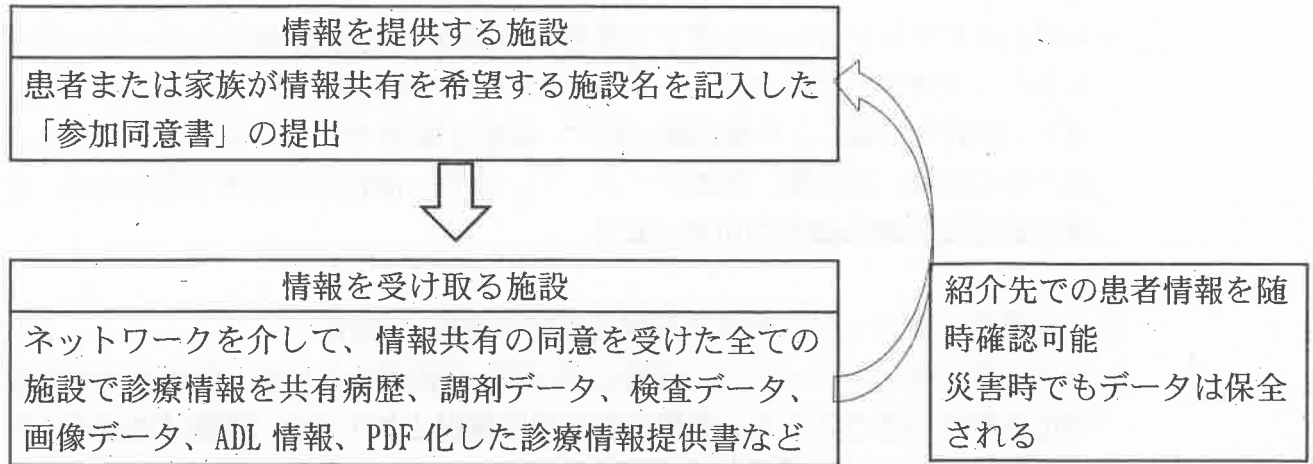 情報を提供する施設
患者または家族が情報共有を希望する施設名を記入した
「参加同意書」の提出
情報を受け取る施設
ネットワークを介して、情報共有の同意を受けた全ての
施設で診療情報を共有病歴、調剤データ、検査データ、
画像データ、ADL 情報、PDF 化した診療情報提供書など
紹介先での患者情報を随
時確認可能
災害時でもデータは保全
される